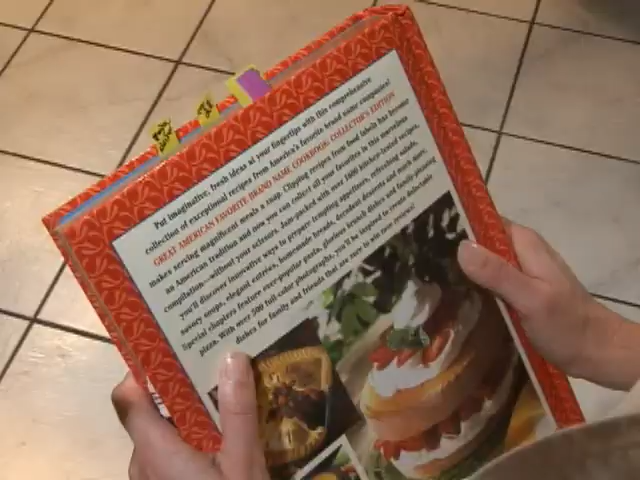 Put imaginative, fresh ideas at your fingertips with this comprehensive
collection of exceptional recipes from America's favorite brand name companies!
GREAT AMERICAN FAVORITE BRAND NAME COOKBOOK, COLLECTOR'S EDITION
makes serving magnificent meals a snap. Clipping recipes from food labels has become
an American tradition and now you can collect all your favorites in this marvelous
compilation—without your scissors. Jam-packed with over 1000 kitchen-tested recipes,
you'll discover innovative ways to prepare tempting appetizers, refreshing salads,
savory soups, elegant entrées, homemade breads, decadent desserts and much more.
Special chapters feature ever-popular pasta, glorious brunch dishes and family-pleasing
pizza. With over 500 full-color photographs, you'll be inspired to create delectable
dishes for family and friends that are sure to win rave reviews!